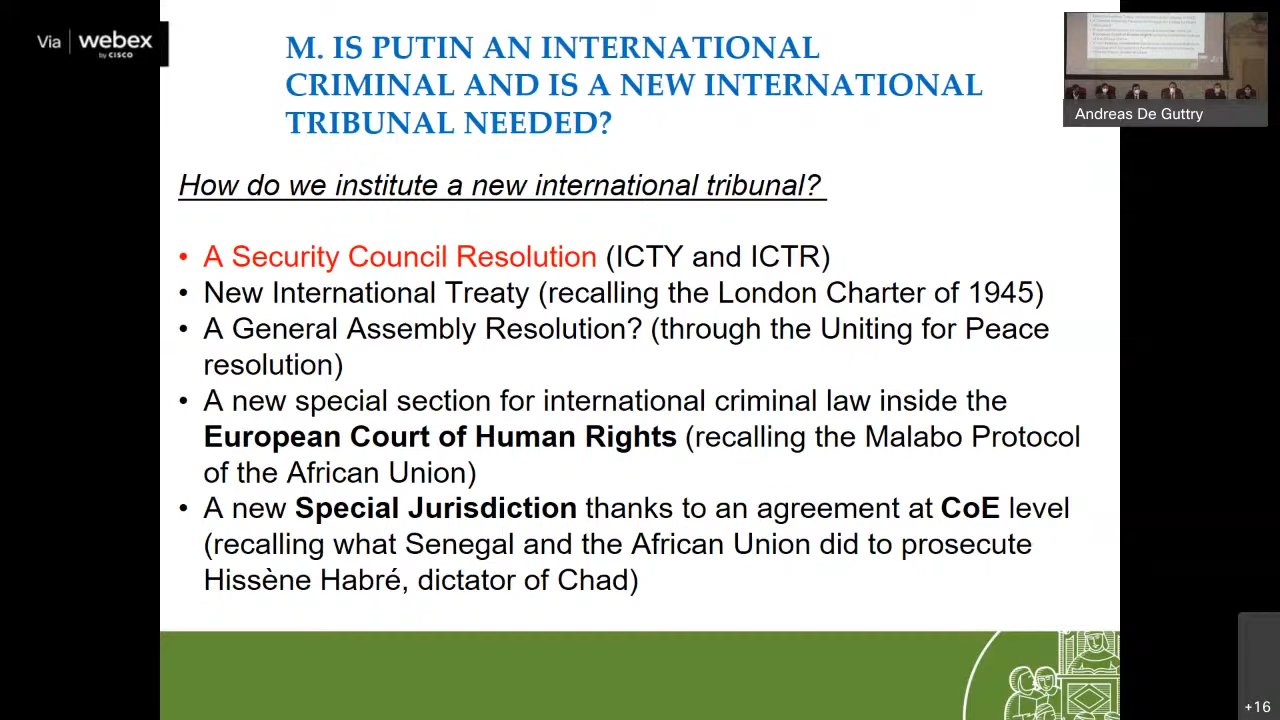 Via webex
by CISCO
M. IS PUTIN AN INTERNATIONAL
CRIMINAL AND IS A NEW INTERNATIONAL
TRIBUNAL NEEDED?
Andreas De Guttry
How do we institute a new international tribunal?
• A Security Council Resolution (ICTY and ICTR)
• New International Treaty (recalling the London Charter of 1945)
• A General Assembly Resolution? (through the Uniting for Peace
resolution)
• A new special section for international criminal law inside the
European Court of Human Rights (recalling the Malabo Protocol
of the African Union)
• A new Special Jurisdiction thanks to an agreement at CoE level
(recalling what Senegal and the African Union did to prosecute
Hissène Habré, dictator of Chad)
+16